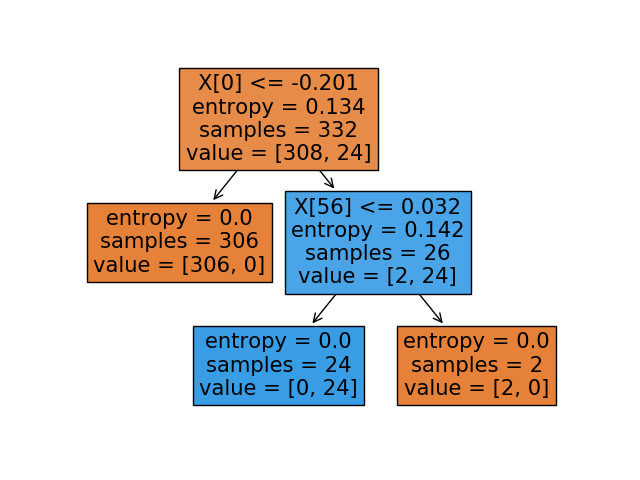 X[0] <= -0.201
entropy = 0.134
samples = 332
value = [308, 24]
entropy = 0.0
samples = 306
value = [306, 0]
X[56] <= 0.032
entropy = 0.142
samples = 26
value = [2, 24]
entropy = 0.0
samples = 24
value = [0, 24]
entropy = 0.0
samples = 2
value = [2, 0]